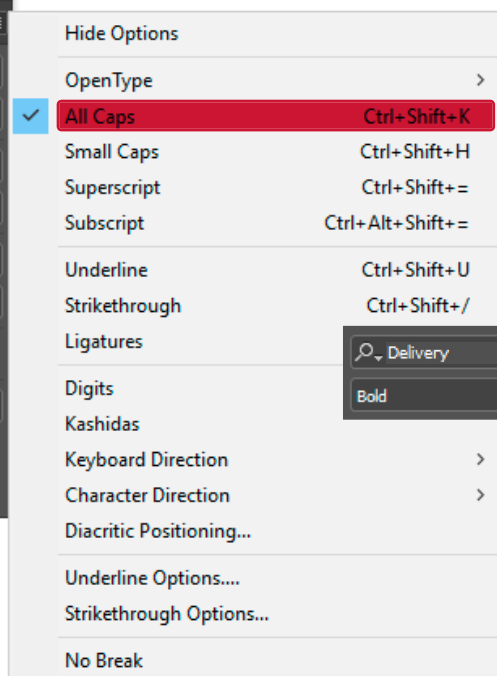 Hide Options
OpenType
All Caps Ctrl+Shift+K
Small Caps Ctrl+Shift+H
Superscript Ctrl+Shift+=
Subscript Ctrl+Alt+Shift+=
Underline Ctrl+Shift+U
Strikethrough Ctrl+Shift+/
Ligatures
Delivery
Digits
Bold
Kashidas
Keyboard Direction
Character Direction
Diacritic Positioning...
Underline Options....
Strikethrough Options...
No Break